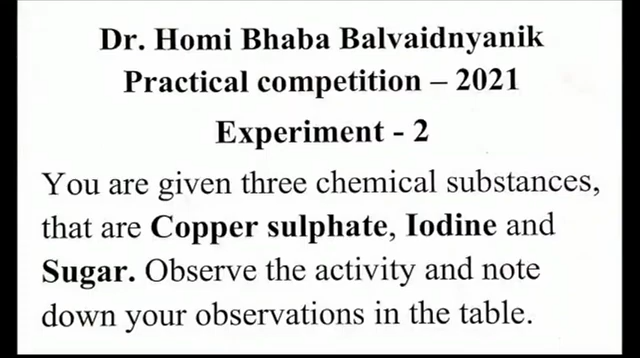 Dr. Homi Bhaba Balvaidnyanik
Practical competition – 2021
Experiment - 2
You are given three chemical substances,
that are Copper sulphate, Iodine and
Sugar. Observe the activity and note
down your observations in the table.